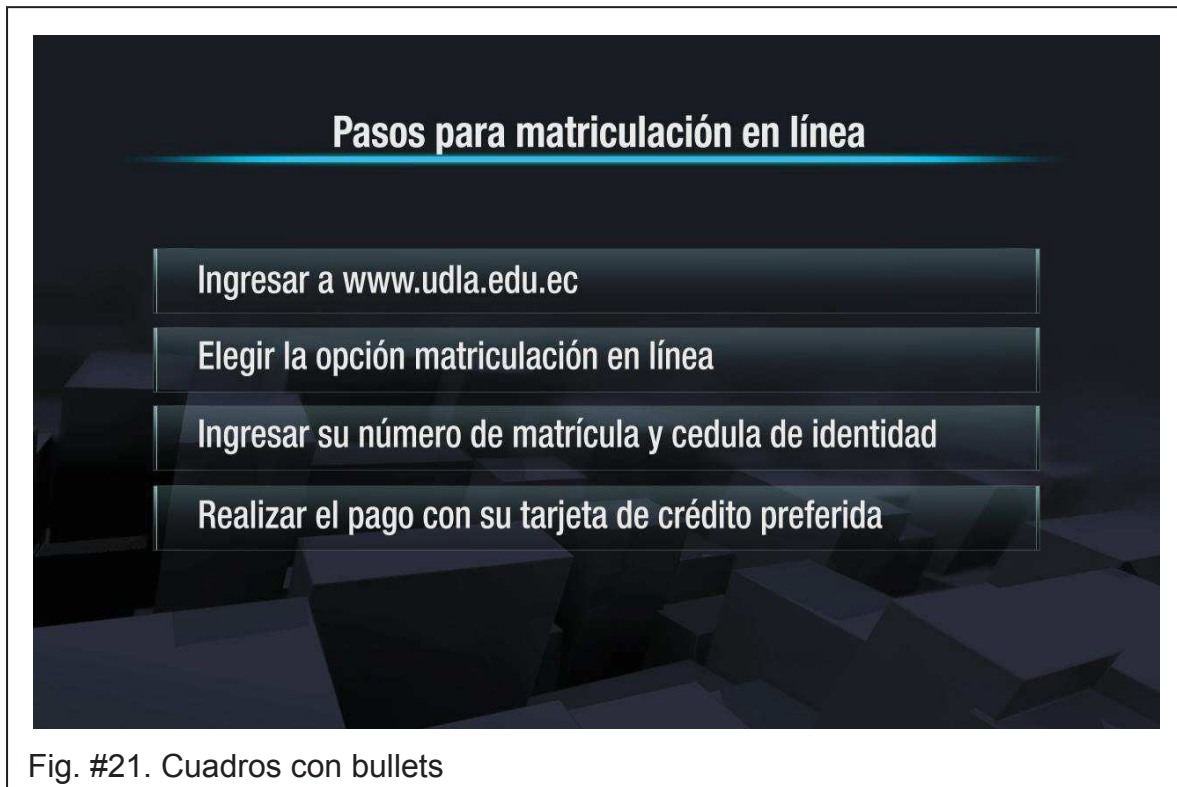 Pasos para matriculación en línea
Ingresar a www.udla.edu.ec
Elegir la opción matriculación en línea
Ingresar su número de matrícula y cedula de identidad
Realizar el pago con su tarjeta de crédito preferida
Fig. #21. Cuadros con bullets